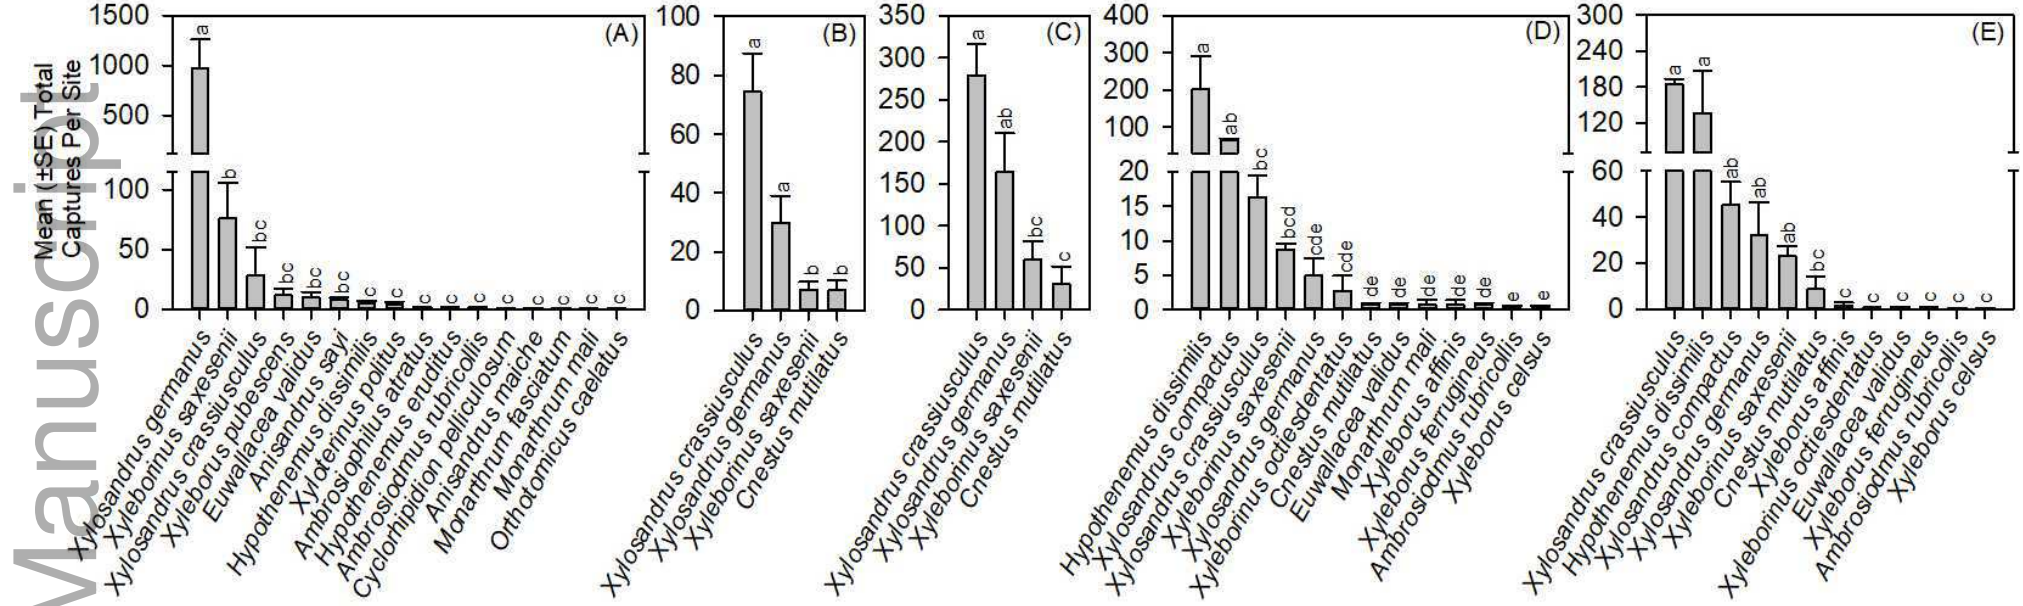 Manuscript
Mean (±SE) Total
Captures Per Site
1500
1000
500
100
50
0
(A)
a
b
bc
bc
bc
bc
c
c
c
c
c
c
c
c
c
c
Xylosandrus germanus
Xyleborinus saxesenii
Xylosandrus crassiusculus
Xyleborus pubescens
Euwallacea validus
Anisandrus sayi
Hypothenemus dissimilis
Xyloterinus politus
Ambrosiophilus atratus
Hypothenemus eruditus
Ambrosiodmus rubricollis
Cyclorhipidion pelliculosum
Anisandrus maiche
Monarthrum fasciatum
Monarthrum mali
Orthotomicus caelatus
100
80
60
40
20
0
(B)
a
a
b
b
Xylosandrus crassiusculus
Xylosandrus germanus
Xyleborinus saxesenii
Cnestus mutilatus
350
300
250
200
150
100
50
0
(C)
a
ab
bc
c
Xylosandrus crassiusculus
Xylosandrus germanus
Xyleborinus saxesenii
Cnestus mutilatus
400
300
200
100
20
15
10
5
0
(D)
a
ab
bc
bcd
cde
cde
de
de
de
de
de
e
e
Hypothenemus dissimilis
Xylosandrus compactus
Xylosandrus crassiusculus
Xyleborinus saxesenii
Xylosandrus germanus
Xyleborinus octiesdentatus
Cnestus mutilatus
Euwallacea validus
Monarthrum mali
Xyleborus affinis
Xyleborus ferrugineus
Ambrosiodmus rubricollis
Xyleborus celsus
300
240
180
120
60
40
20
0
(E)
a
a
ab
ab
ab
bc
c
c
c
c
c
c
Xylosandrus crassiusculus
Hypothenemus dissimilis
Xylosandrus compactus
Xylosandrus germanus
Xyleborinus saxesenii
Cnestus mutilatus
Xyleborus affinis
Xyleborinus octiesdentatus
Euwallacea validus
Xyleborus ferrugineus
Ambrosiodmus rubricollis
Xyleborus celsus